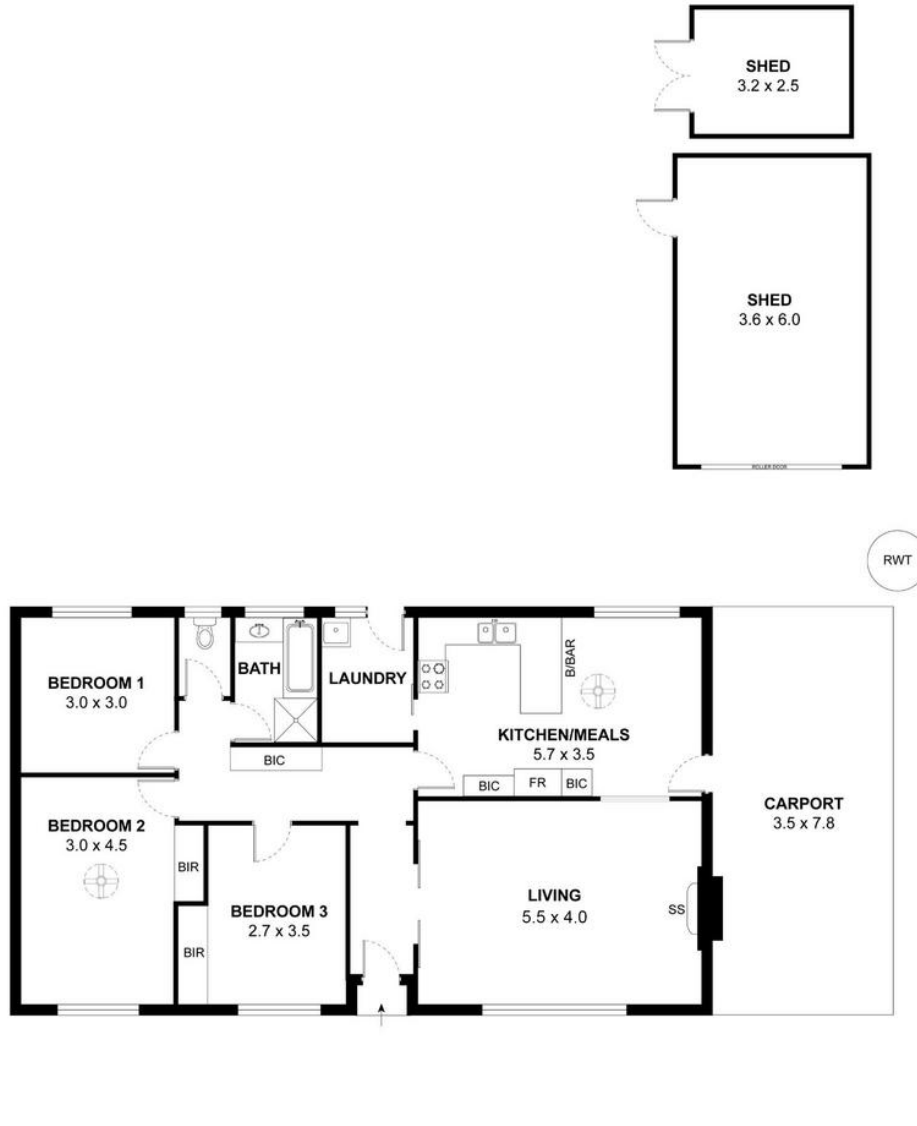 SHED
3.2 x 2.5
SHED
3.6 x 6.0
ROLLER DOOR
RWT
BEDROOM 1
3.0 x 3.0
BATH
LAUNDRY
B/BAR
KITCHEN/MEALS
5.7 x 3.5
BIC
BIC
FR
BIC
CARPORT
3.5 x 7.8
BEDROOM 2
3.0 x 4.5
BIR
BEDROOM 3
2.7 x 3.5
BIR
LIVING
5.5 x 4.0
SS